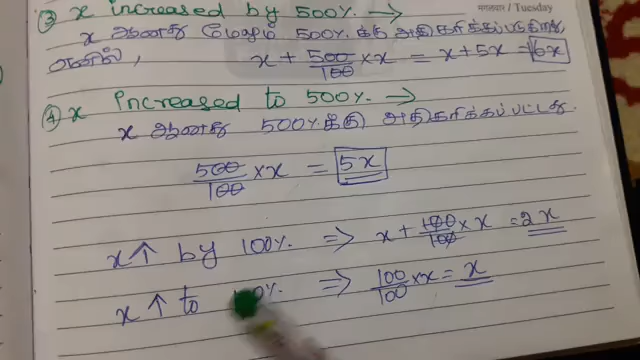 मंगलवार / Tuesday
③ x increased by 500%. →
x ஆனது மேலும் 500% க்கு அதிகரிக்கப்படுகிறது
எனில், x + 500/100 × x = x + 5x = 6x
④ x Increased to 500%. →
x ஆனது 500% க்கு அதிகரிக்கப்பட்டது.
500/100 × x = 5x
x ↑ by 100%. ⇒ x + 100/100 × x = 2x
x ↑ to ⇒ 100/100 × x = x